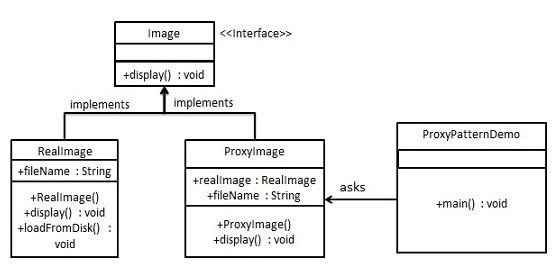 Image
<<Interface>>
+display() : void
implements
implements
RealImage
+fileName : String
+RealImage()
+display() : void
+loadFromDisk() :
void
ProxyImage
+realImage : RealImage
+fileName : String
+ProxyImage()
+display() : void
asks
ProxyPatternDemo
+main() : void